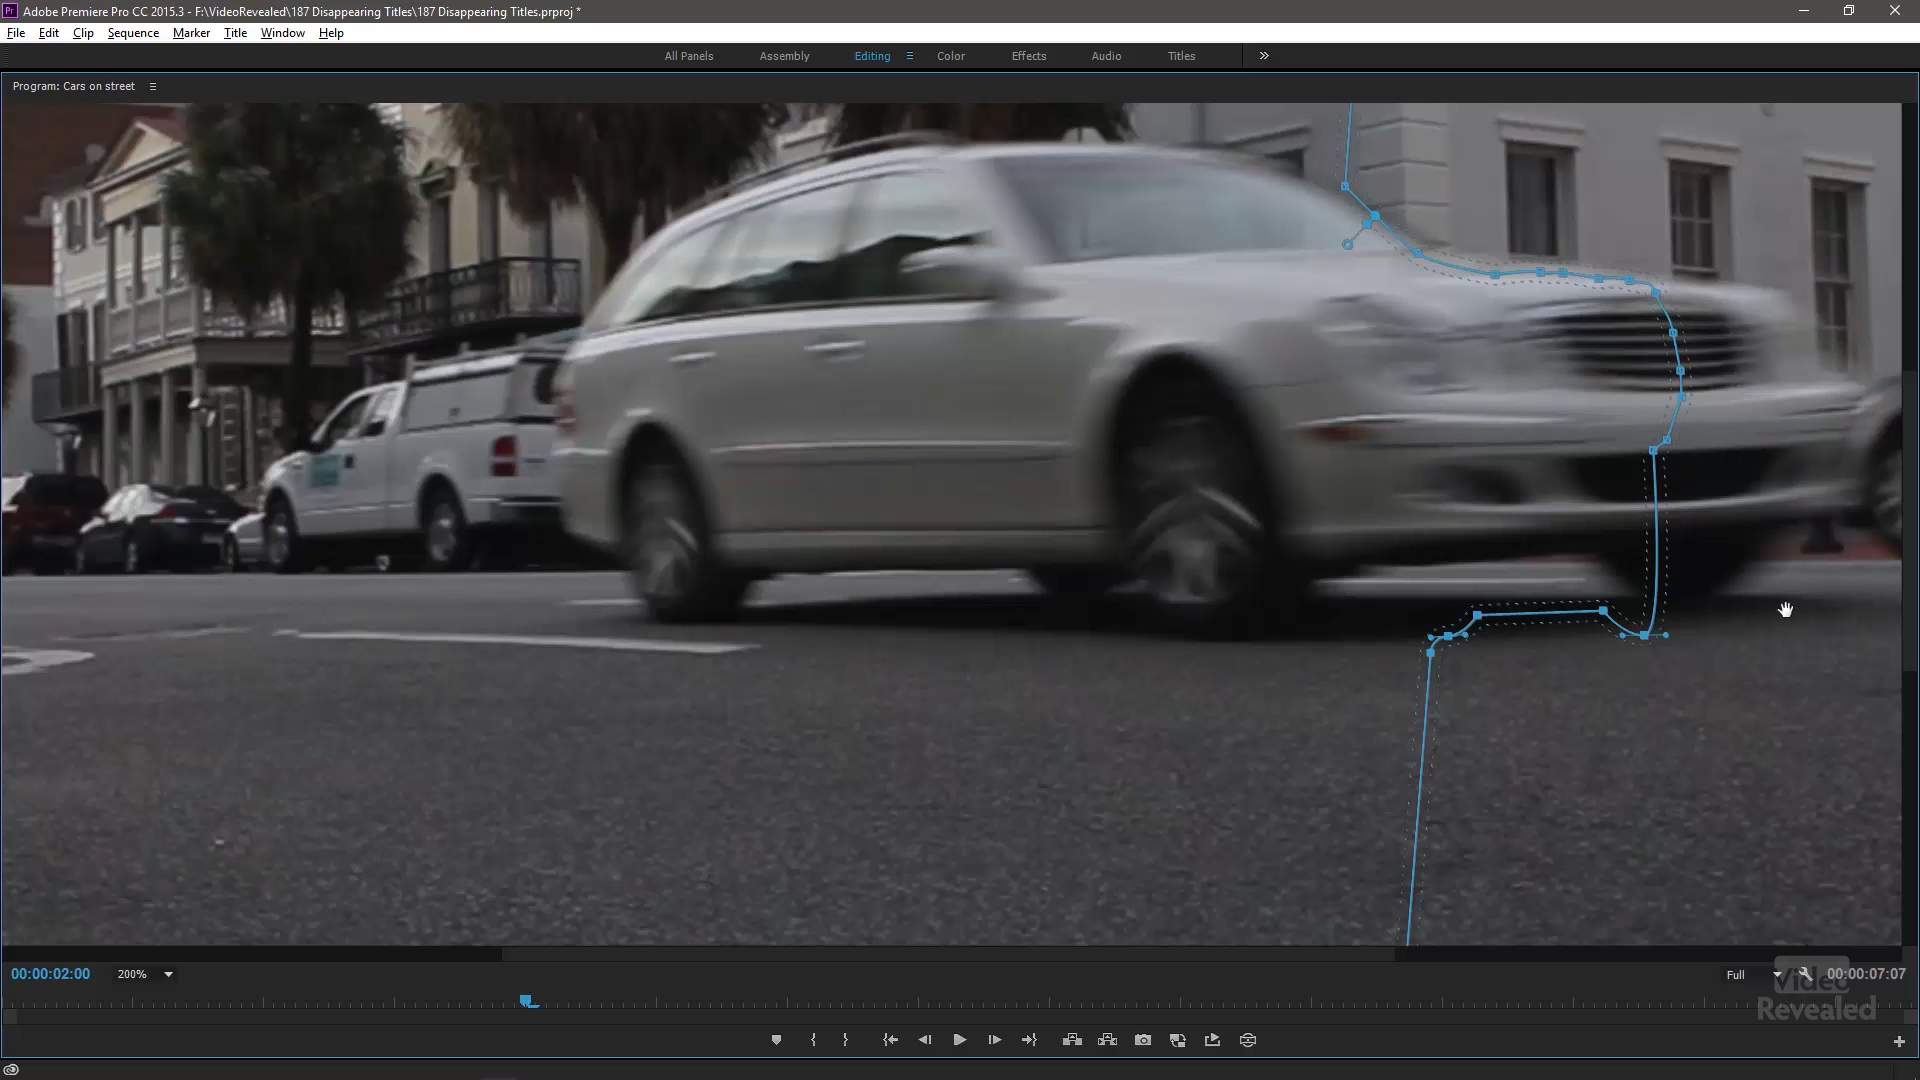 Pr Adobe Premiere Pro CC 2015.3 - F:\VideoRevealed\187 Disappearing Titles\187 Disappearing Titles.prproj *
File Edit Clip Sequence Marker Title Window Help
All Panels Assembly Editing Color Effects Audio Titles
Program: Cars on street
00:00:02:00 200% Full 00:00:07:07
Video
Revealed